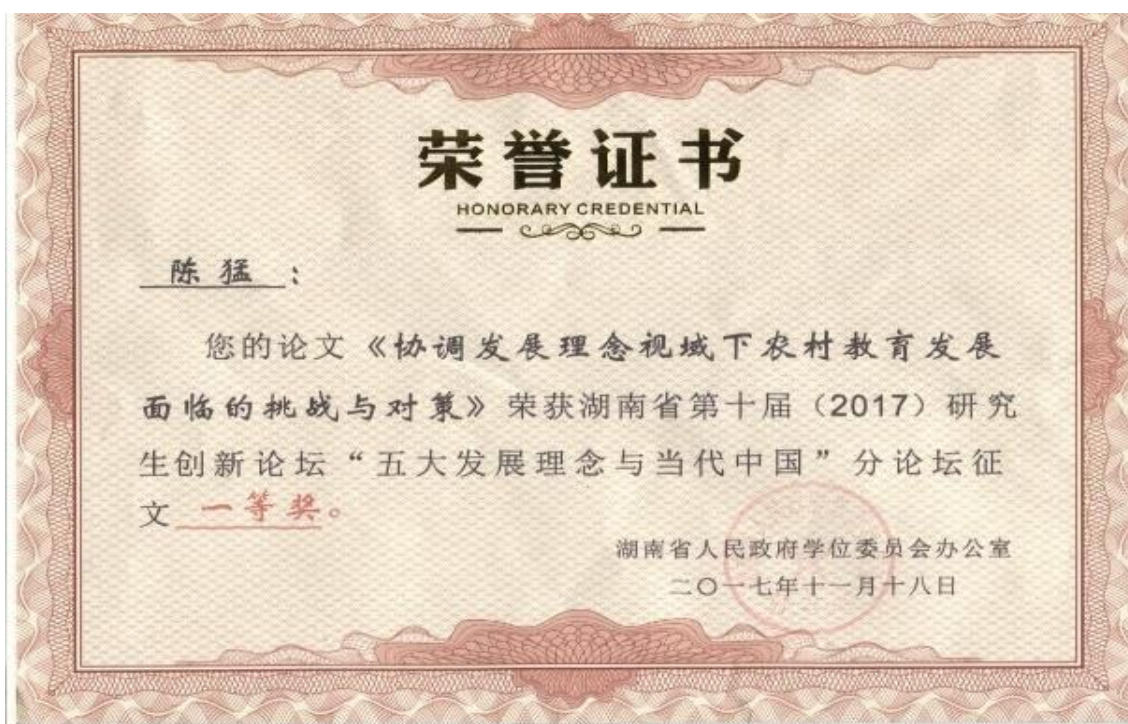 荣誉证书
HONORARY CREDENTIAL
陈猛：
您的论文《协调发展理念视域下农村教育发展
面临的挑战与对策》荣获湖南省第十届（2017）研究
生创新论坛“五大发展理念与当代中国”分论坛征
文一等奖。
湖南省人民政府学位委员会办公室
二〇一七年十一月十八日